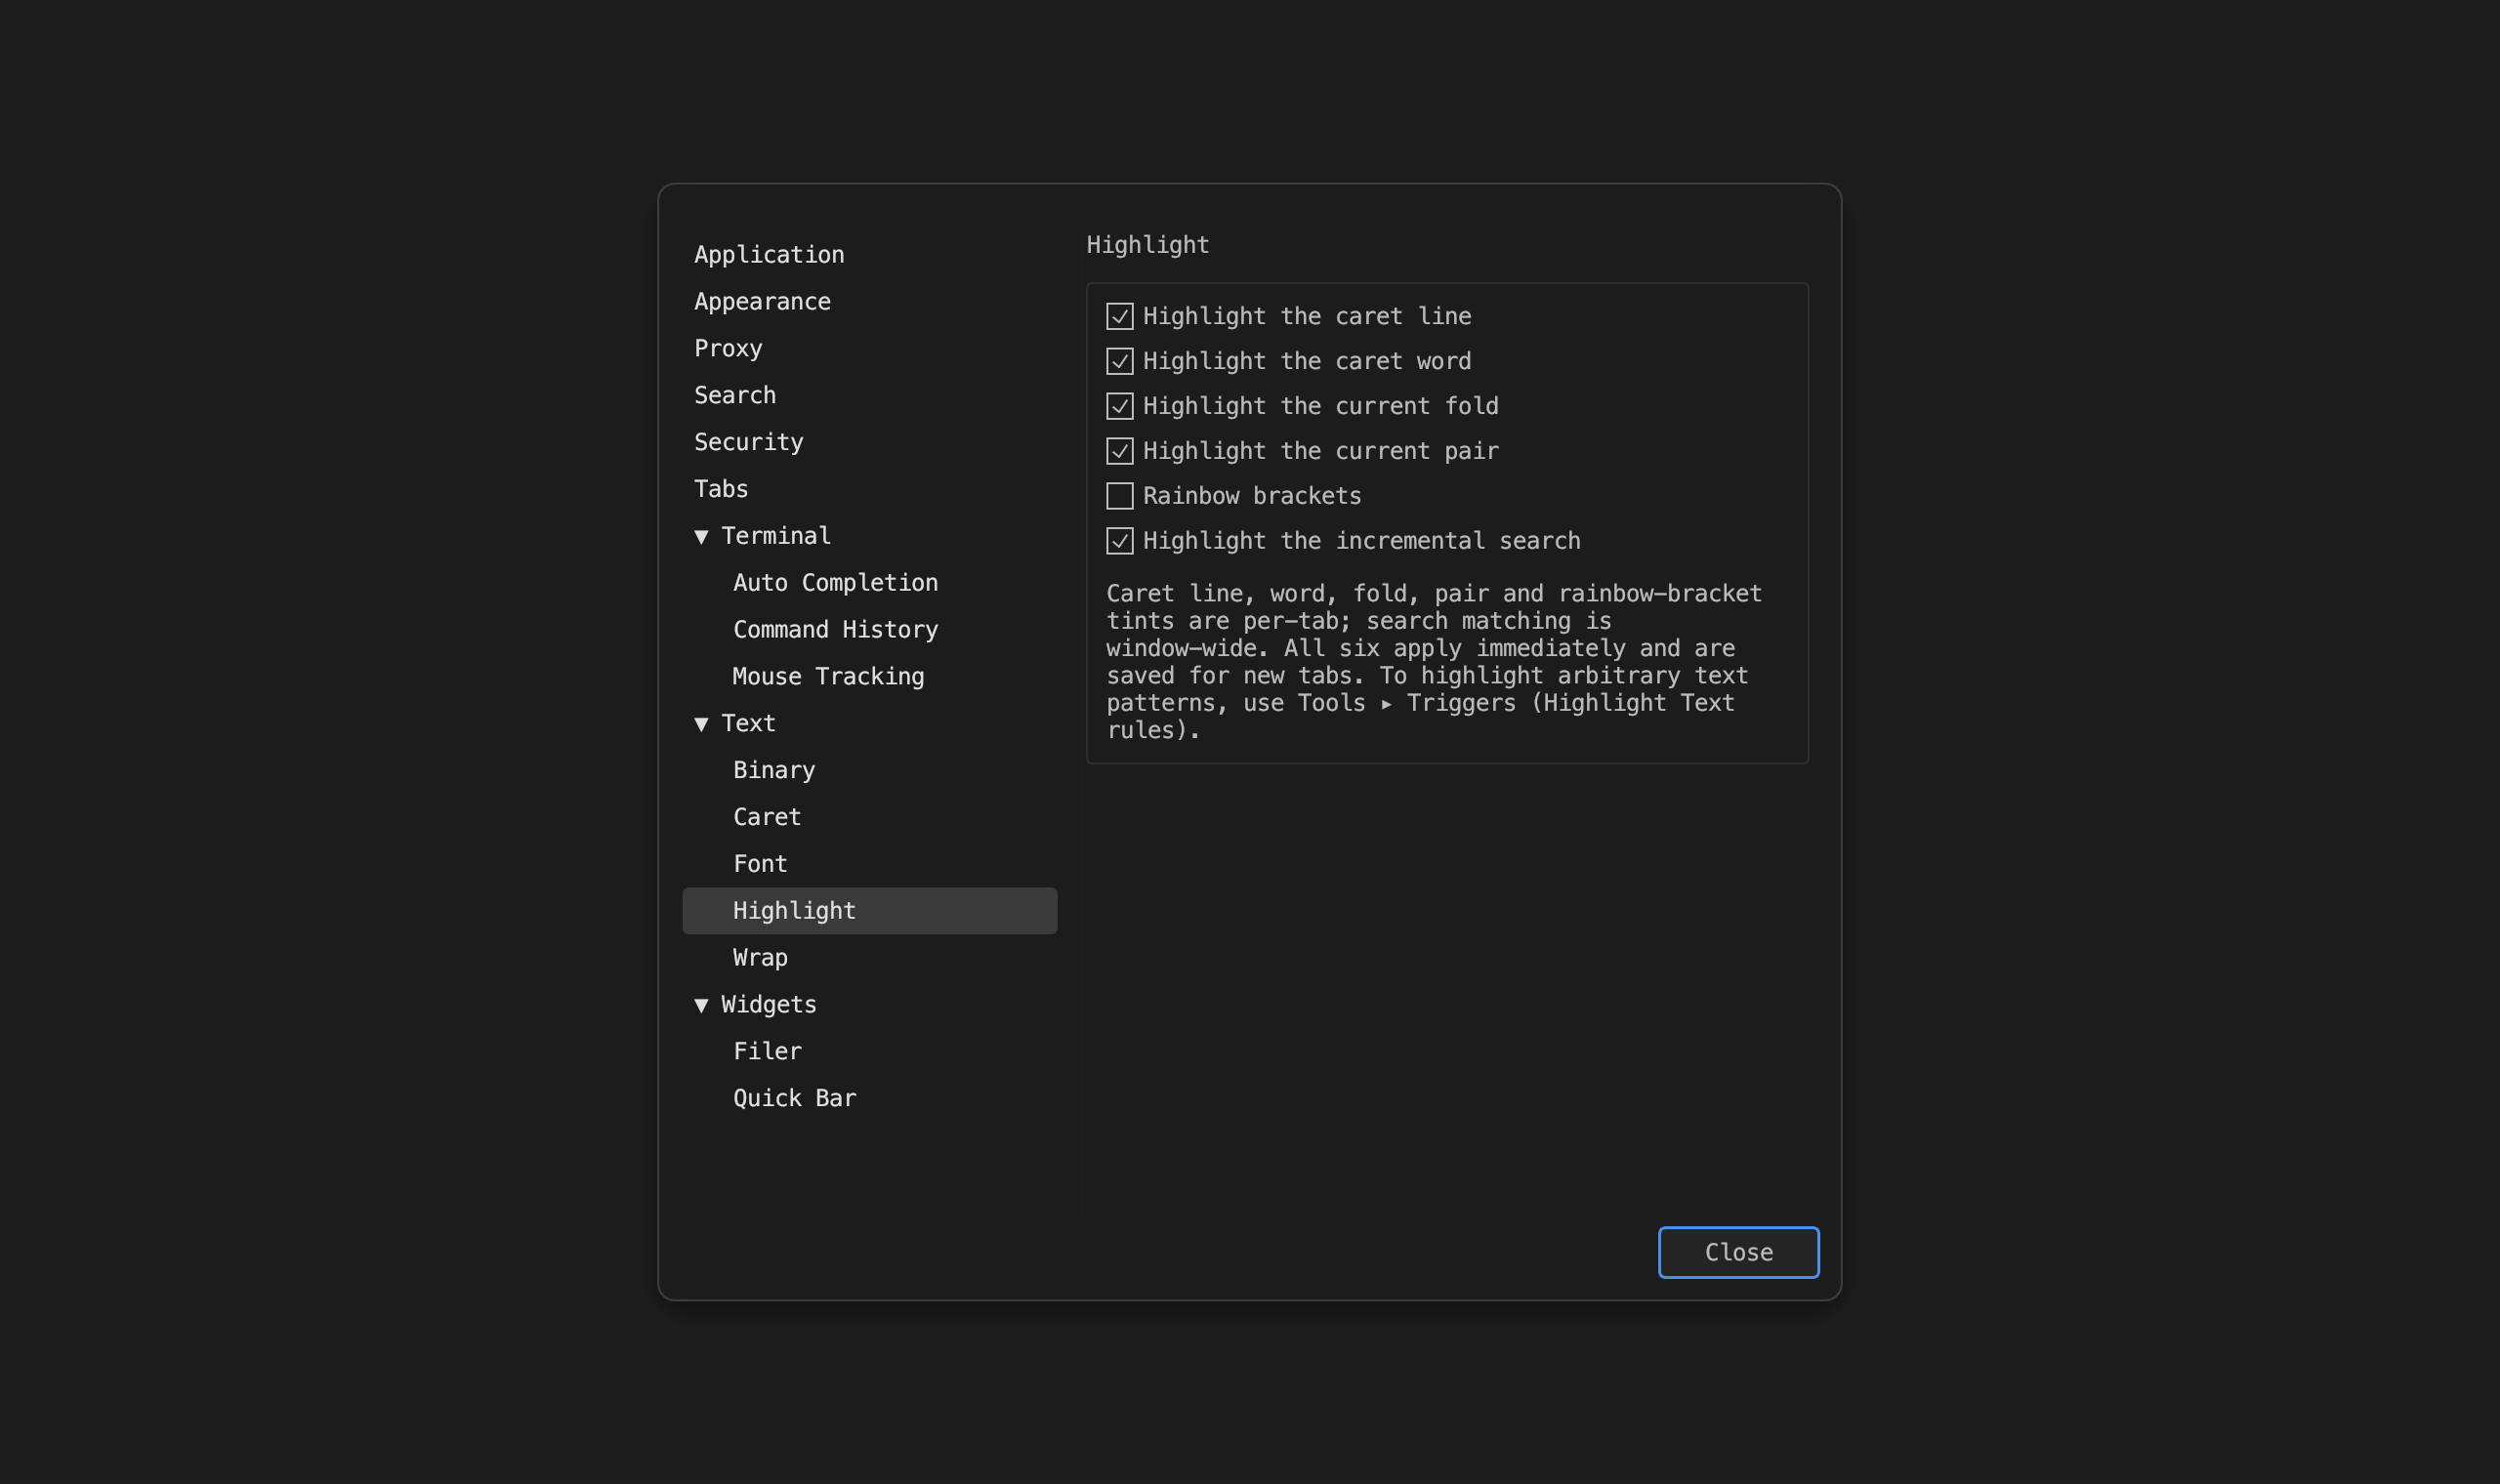 Application
Appearance
Proxy
Search
Security
Tabs
▼ Terminal
Auto Completion
Command History
Mouse Tracking
▼ Text
Binary
Caret
Font
Highlight
Wrap
▼ Widgets
Filer
Quick Bar
Highlight
Highlight the caret line
Highlight the caret word
Highlight the current fold
Highlight the current pair
Rainbow brackets
Highlight the incremental search
Caret line, word, fold, pair and rainbow-bracket
tints are per-tab; search matching is
window-wide. All six apply immediately and are
saved for new tabs. To highlight arbitrary text
patterns, use Tools ▸ Triggers (Highlight Text
rules).
Close